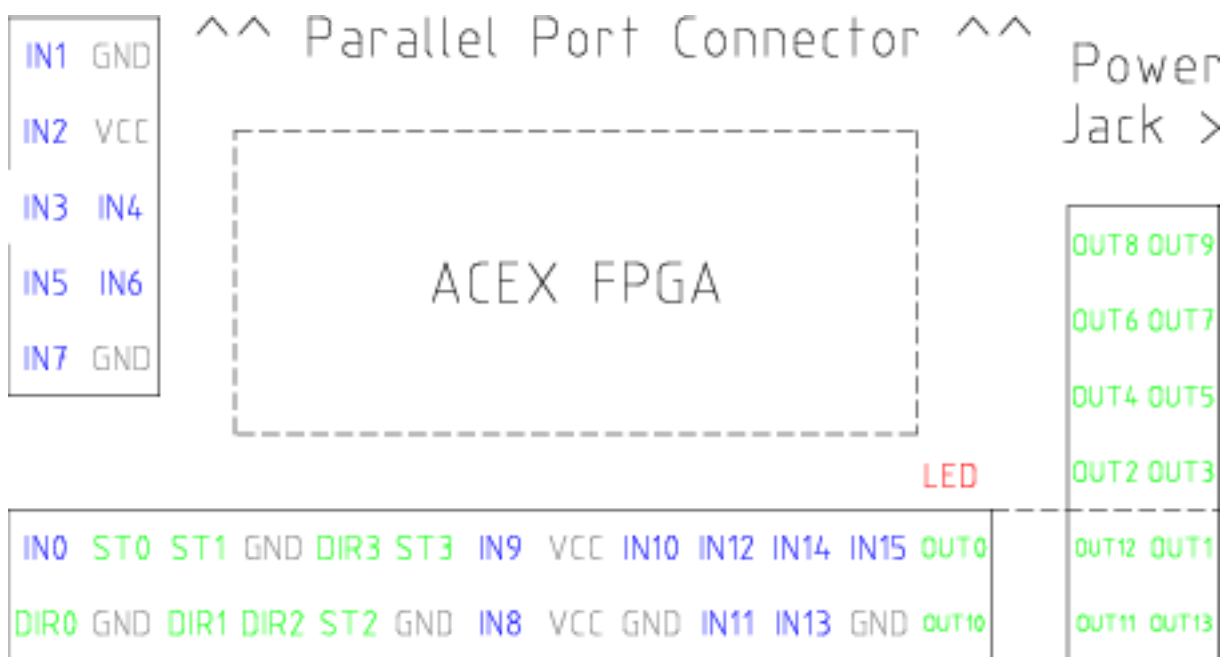 ^^ Parallel Port Connector ^^
Power
Jack >
IN1 GND
IN2 VCC
IN3 IN4
IN5 IN6
IN7 GND
ACEX FPGA
OUT8 OUT9
OUT6 OUT7
OUT4 OUT5
OUT2 OUT3
OUT12 OUT1
OUT11 OUT13
LED
IN0 ST0 ST1 GND DIR3 ST3 IN9 VCC IN10 IN12 IN14 IN15 OUT0
DIR0 GND DIR1 DIR2 ST2 GND IN8 VCC GND IN11 IN13 GND OUT10